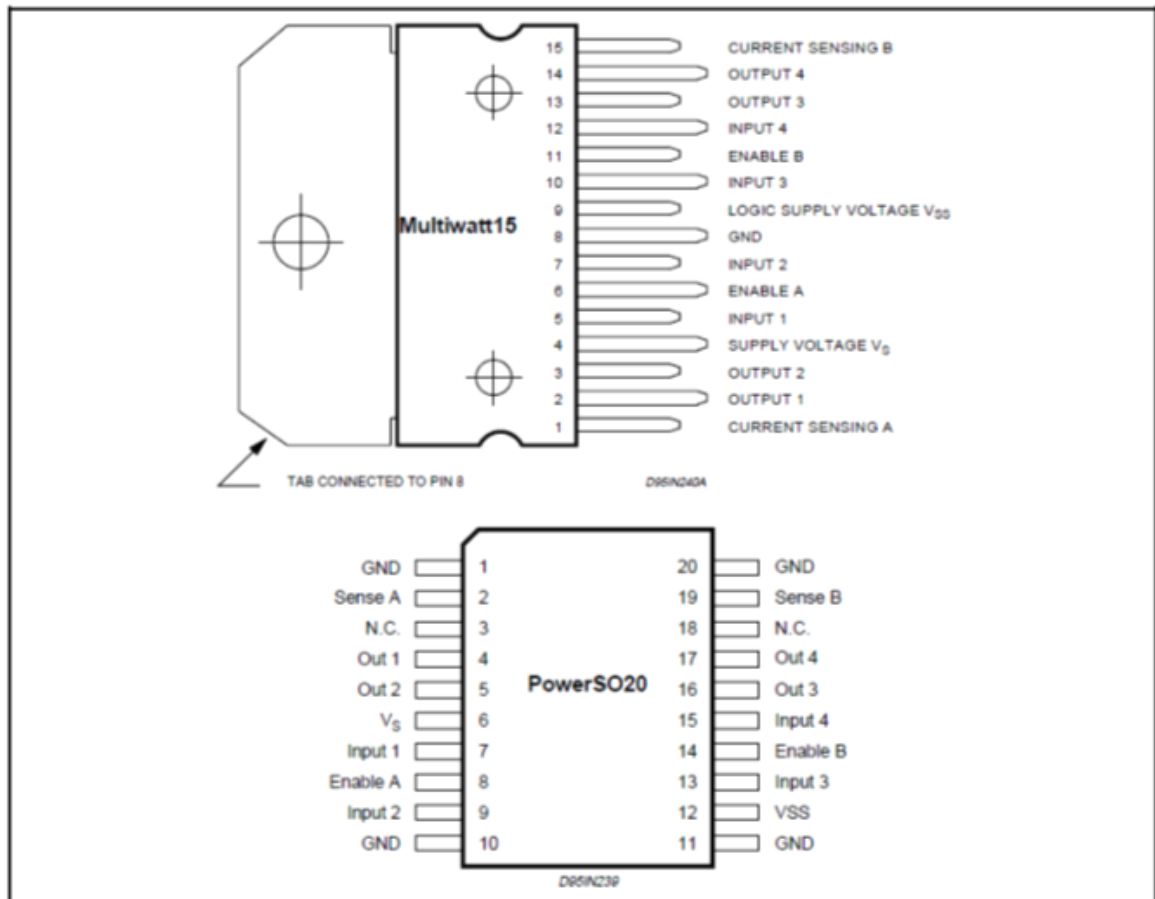 15 CURRENT SENSING B
14 OUTPUT 4
13 OUTPUT 3
12 INPUT 4
11 ENABLE B
10 INPUT 3
9 LOGIC SUPPLY VOLTAGE VSS
8 GND
7 INPUT 2
6 ENABLE A
5 INPUT 1
4 SUPPLY VOLTAGE VS
3 OUTPUT 2
2 OUTPUT 1
1 CURRENT SENSING A
Multiwatt15
TAB CONNECTED TO PIN 8
D95IN240A
GND 1 20 GND
Sense A 2 19 Sense B
N.C. 3 18 N.C.
Out 1 4 17 Out 4
Out 2 5 16 Out 3
VS 6 15 Input 4
Input 1 7 14 Enable B
Enable A 8 13 Input 3
Input 2 9 12 VSS
GND 10 11 GND
PowerSO20
D95IN239